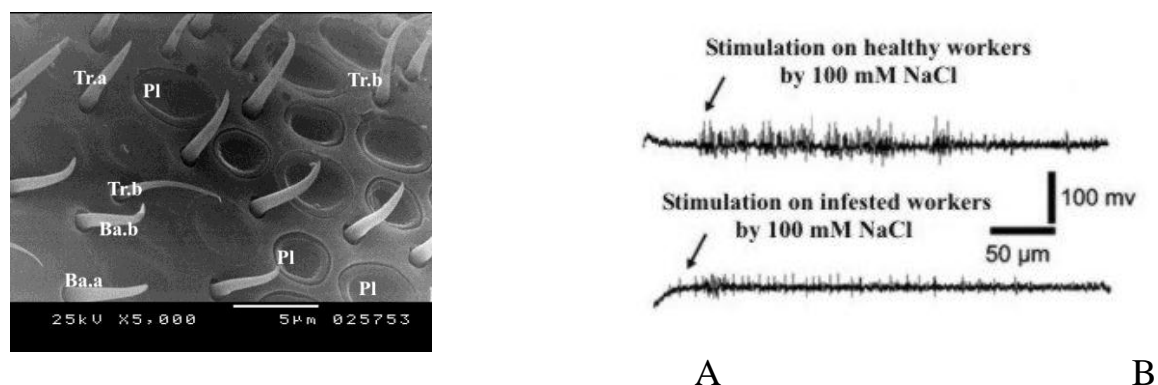 Tr.a
Pl
Tr.b
Tr.b
Ba.b
Pl
Ba.a
Pl
25kV X5,000 5μm 025753
Stimulation on healthy workers
by 100 mM NaCl
100 mv
Stimulation on infested workers
by 100 mM NaCl
50 μm
A B